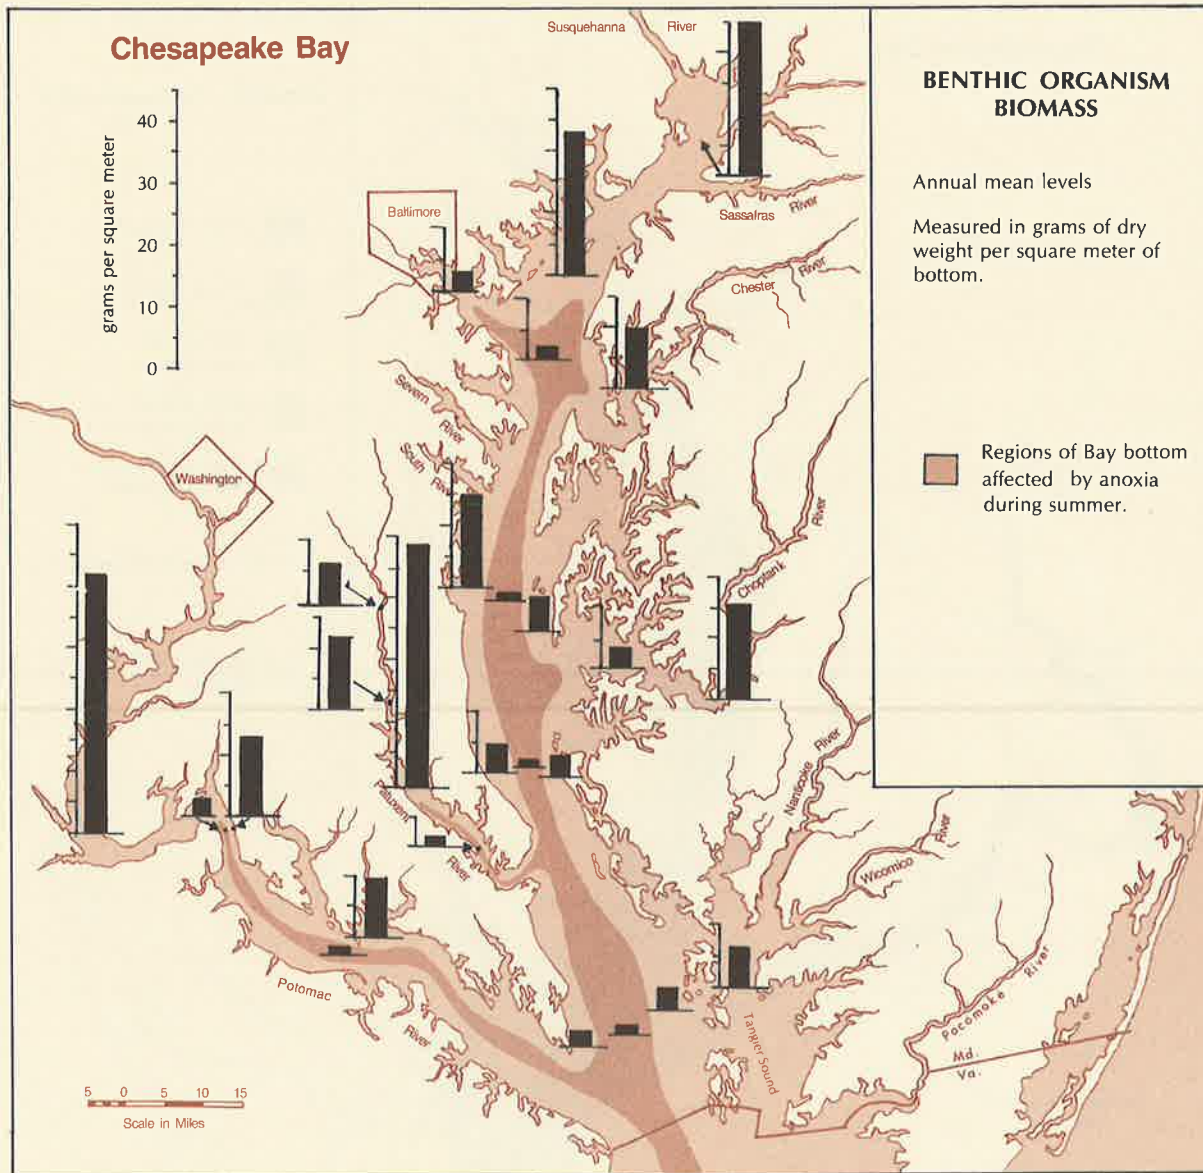 Chesapeake Bay
Susquehanna River
BENTHIC ORGANISM
BIOMASS
Annual mean levels
Measured in grams of dry
weight per square meter of
bottom.
Regions of Bay bottom
affected by anoxia
during summer.
grams per square meter
40
30
20
10
0
Baltimore
Sassafras River
Chester River
Severn
River
South
River
Washington
Choptank River
Nanticoke River
Patuxent
River
Wicomico River
Potomac
River
Tangier Sound
Pocomoke River
Md.
Va.
5 0 5 10 15
Scale in Miles